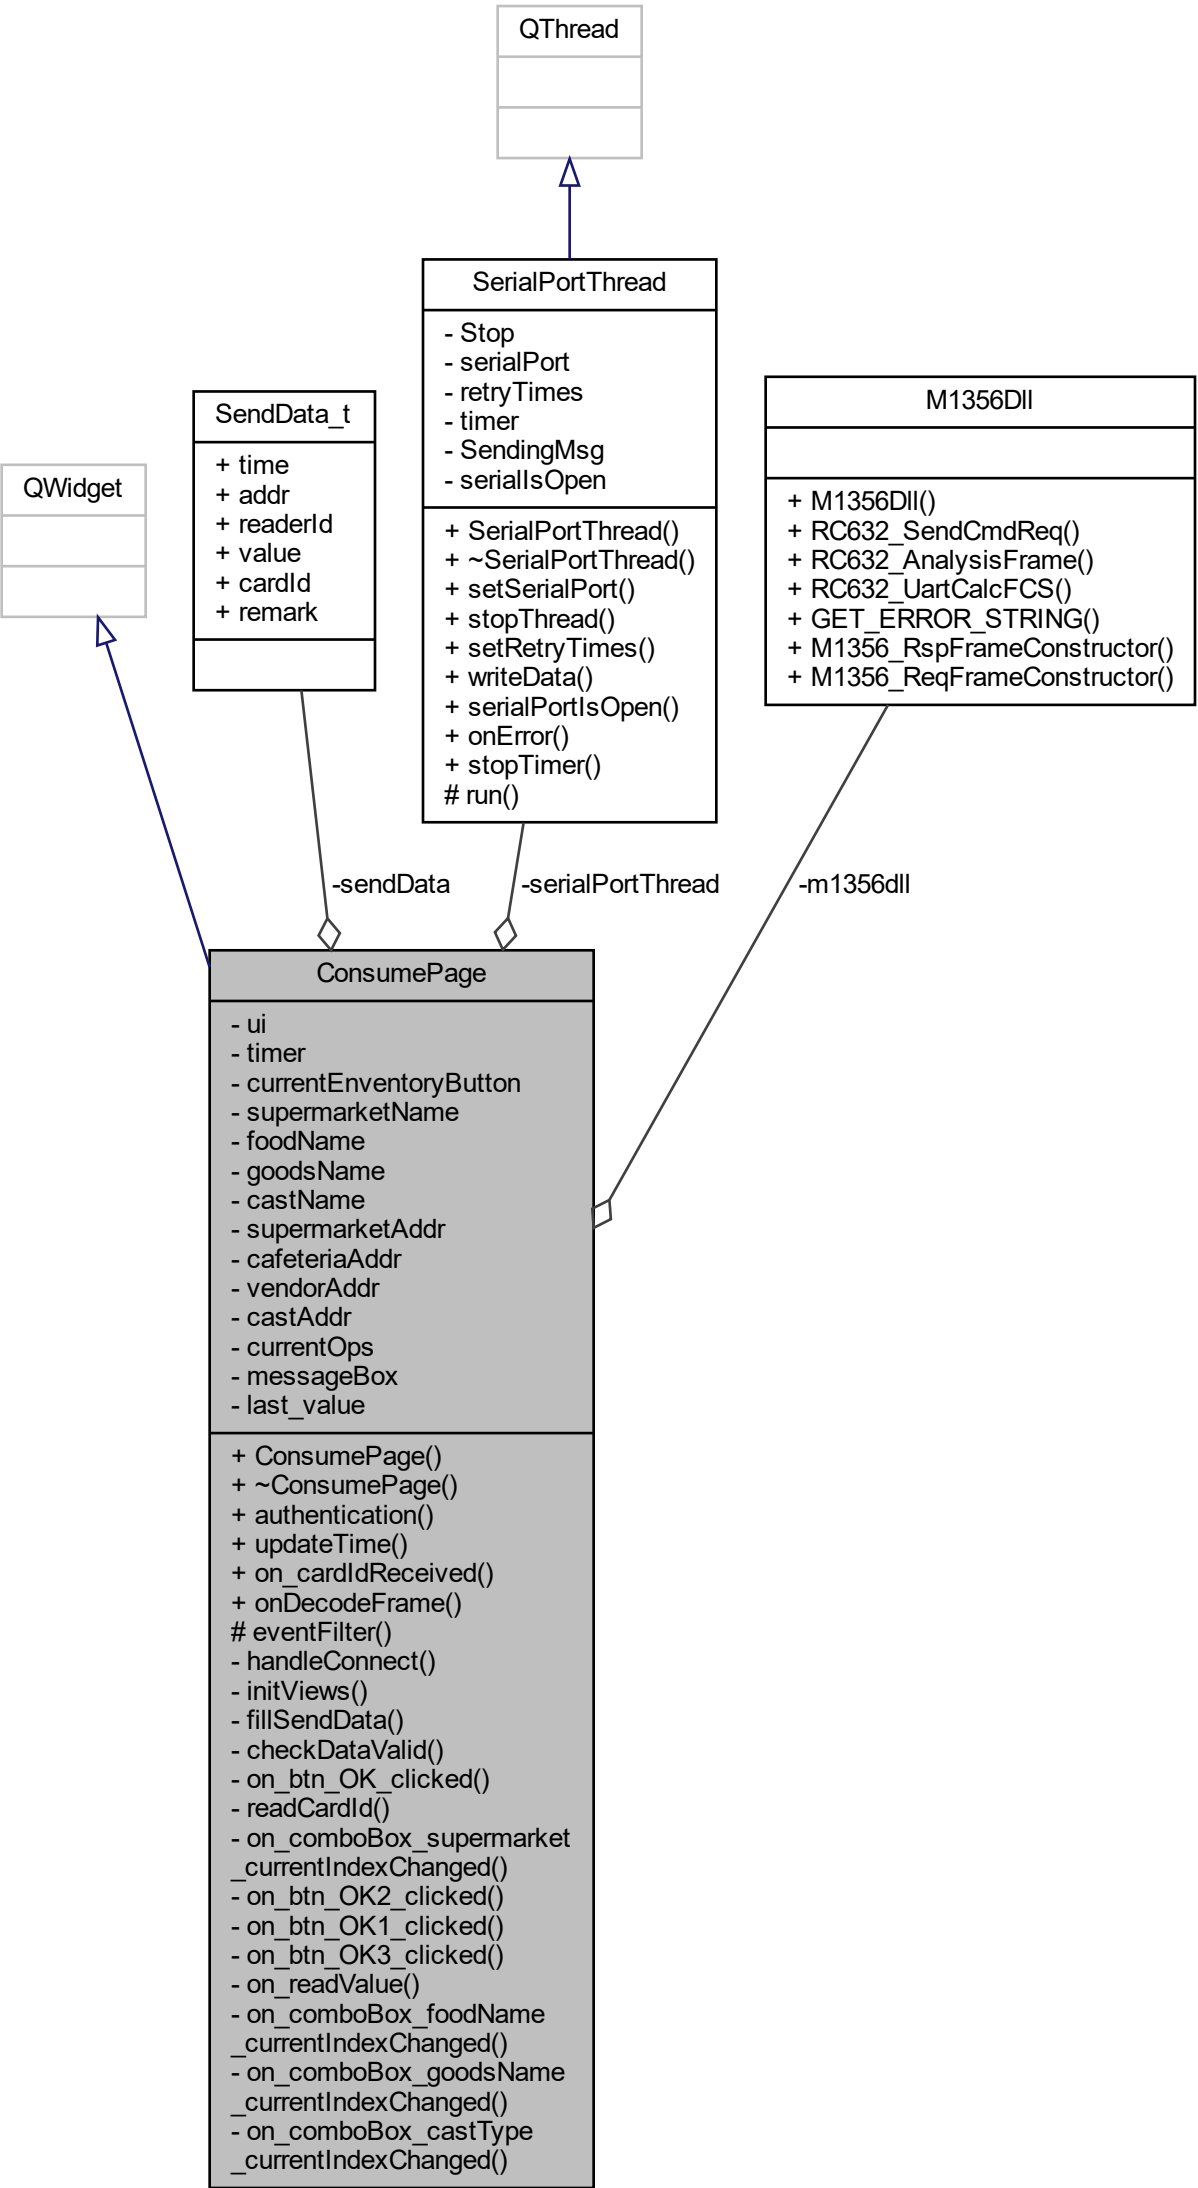 QThread
SerialPortThread
- Stop
- serialPort
- retryTimes
- timer
- SendingMsg
- serialIsOpen
+ SerialPortThread()
+ ~SerialPortThread()
+ setSerialPort()
+ stopThread()
+ setRetryTimes()
+ writeData()
+ serialPortIsOpen()
+ onError()
+ stopTimer()
# run()
M1356Dll
+ M1356Dll()
+ RC632_SendCmdReq()
+ RC632_AnalysisFrame()
+ RC632_UartCalcFCS()
+ GET_ERROR_STRING()
+ M1356_RspFrameConstructor()
+ M1356_ReqFrameConstructor()
SendData_t
+ time
+ addr
+ readerId
+ value
+ cardId
+ remark
QWidget
-sendData
-serialPortThread
-m1356dll
ConsumePage
- ui
- timer
- currentEnventoryButton
- supermarketName
- foodName
- goodsName
- castName
- supermarketAddr
- cafeteriaAddr
- vendorAddr
- castAddr
- currentOps
- messageBox
- last_value
+ ConsumePage()
+ ~ConsumePage()
+ authentication()
+ updateTime()
+ on_cardIdReceived()
+ onDecodeFrame()
# eventFilter()
- handleConnect()
- initViews()
- fillSendData()
- checkDataValid()
- on_btn_OK_clicked()
- readCardId()
- on_comboBox_supermarket
_currentIndexChanged()
- on_btn_OK2_clicked()
- on_btn_OK1_clicked()
- on_btn_OK3_clicked()
- on_readValue()
- on_comboBox_foodName
_currentIndexChanged()
- on_comboBox_goodsName
_currentIndexChanged()
- on_comboBox_castType
_currentIndexChanged()